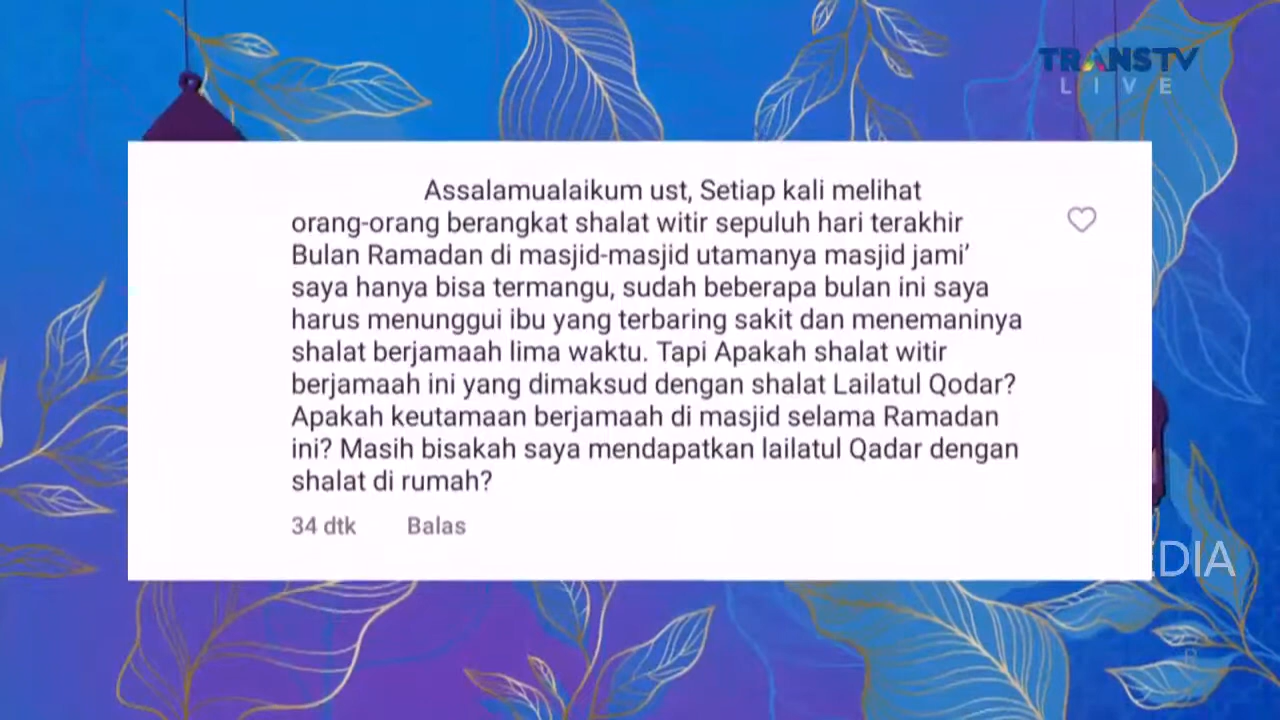 TRANSTV
LIVE
Assalamualaikum ust, Setiap kali melihat
orang-orang berangkat shalat witir sepuluh hari terakhir
Bulan Ramadan di masjid-masjid utamanya masjid jami’
saya hanya bisa termangu, sudah beberapa bulan ini saya
harus menunggui ibu yang terbaring sakit dan menemaninya
shalat berjamaah lima waktu. Tapi Apakah shalat witir
berjamaah ini yang dimaksud dengan shalat Lailatul Qodar?
Apakah keutamaan berjamaah di masjid selama Ramadan
ini? Masih bisakah saya mendapatkan lailatul Qadar dengan
shalat di rumah?
34 dtk Balas
EDIA